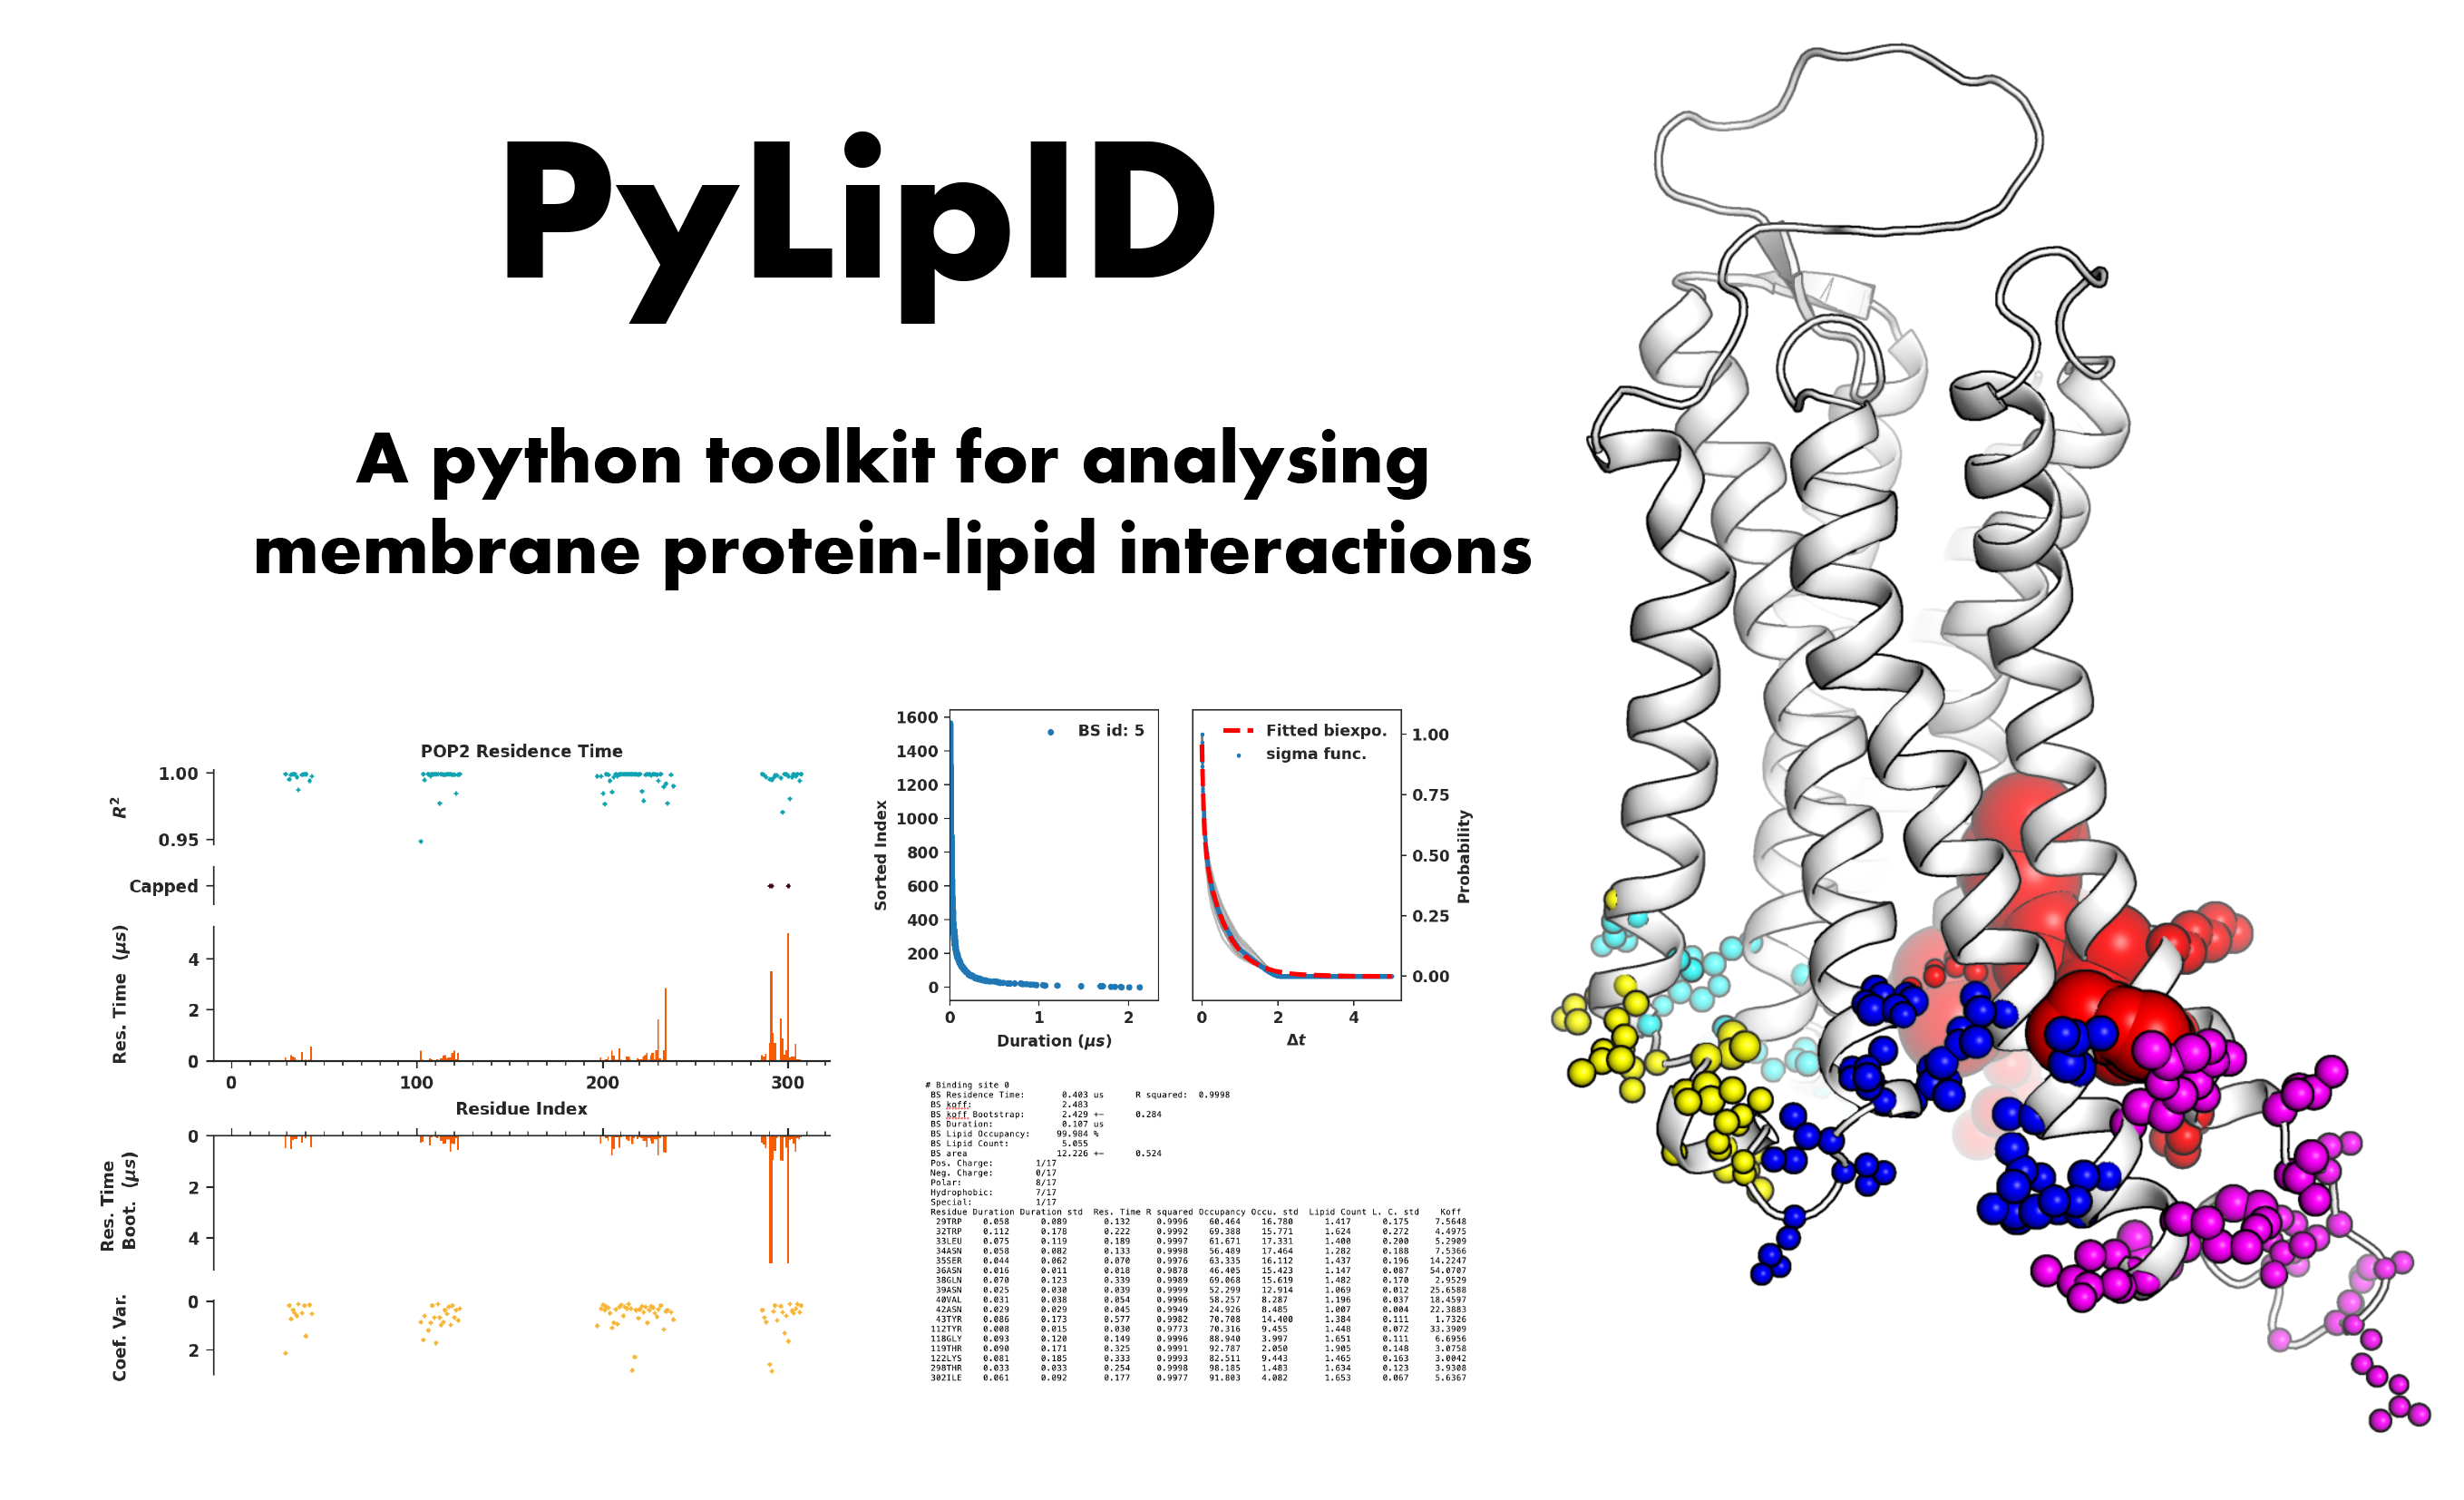 PyLipID
A python toolkit for analysing
membrane protein-lipid interactions
POP2 Residence Time
1.00
0.95
R²
Capped
Res. Time (μs)
4
2
0
0 100 200 300
Residue Index
0
2
4
Res. Time
Boot. (μs)
0
2
Coef. Var.
1600
1400
1200
1000
800
600
400
200
0
Sorted Index
BS id: 5
0 1 2
Duration (μs)
Fitted biexpo.
sigma func.
1.00
0.75
0.50
0.25
0.00
Probability
0 2 4
Δt
# Binding site 0
BS Residence Time: 0.403 us R squared: 0.9998
BS koff: 2.483
BS koff Bootstrap: 2.429 +- 0.284
BS Duration: 0.107 us
BS Lipid Occupancy: 99.984 %
BS Lipid Count: 5.055
BS area 12.226 +- 0.524
Pos. Charge: 1/17
Neg. Charge: 0/17
Polar: 8/17
Hydrophobic: 7/17
Special: 1/17
Residue Duration Duration std Res. Time R squared Occupancy Occu. std Lipid Count L. C. std Koff
29TRP 0.058 0.089 0.132 0.9996 60.464 16.780 1.417 0.175 7.5648
32TRP 0.112 0.178 0.222 0.9992 69.388 15.771 1.624 0.272 4.4975
33LEU 0.075 0.119 0.189 0.9997 61.671 17.331 1.400 0.200 5.2909
34ASN 0.058 0.082 0.133 0.9998 56.489 17.464 1.282 0.188 7.5366
35SER 0.044 0.062 0.070 0.9976 63.335 16.112 1.437 0.196 14.2247
36ASN 0.016 0.011 0.018 0.9878 46.405 15.423 1.147 0.087 54.0707
38GLN 0.070 0.123 0.339 0.9989 69.068 15.619 1.482 0.170 2.9529
39ASN 0.025 0.030 0.039 0.9999 52.299 12.914 1.069 0.012 25.6588
40VAL 0.031 0.038 0.054 0.9996 58.257 8.287 1.196 0.037 18.4597
42ASN 0.029 0.029 0.045 0.9949 24.926 8.485 1.007 0.004 22.3883
43TYR 0.086 0.173 0.577 0.9982 70.708 14.400 1.384 0.111 1.7326
112TYR 0.008 0.015 0.030 0.9773 70.316 9.455 1.448 0.072 33.3909
118GLY 0.093 0.120 0.149 0.9996 88.940 3.997 1.651 0.111 6.6956
119THR 0.090 0.171 0.325 0.9991 92.787 2.050 1.905 0.148 3.0758
122LYS 0.081 0.185 0.333 0.9993 82.511 9.443 1.465 0.163 3.0042
298THR 0.033 0.033 0.254 0.9998 98.185 1.483 1.634 0.123 3.9308
302ILE 0.061 0.092 0.177 0.9977 91.803 4.082 1.653 0.067 5.6367